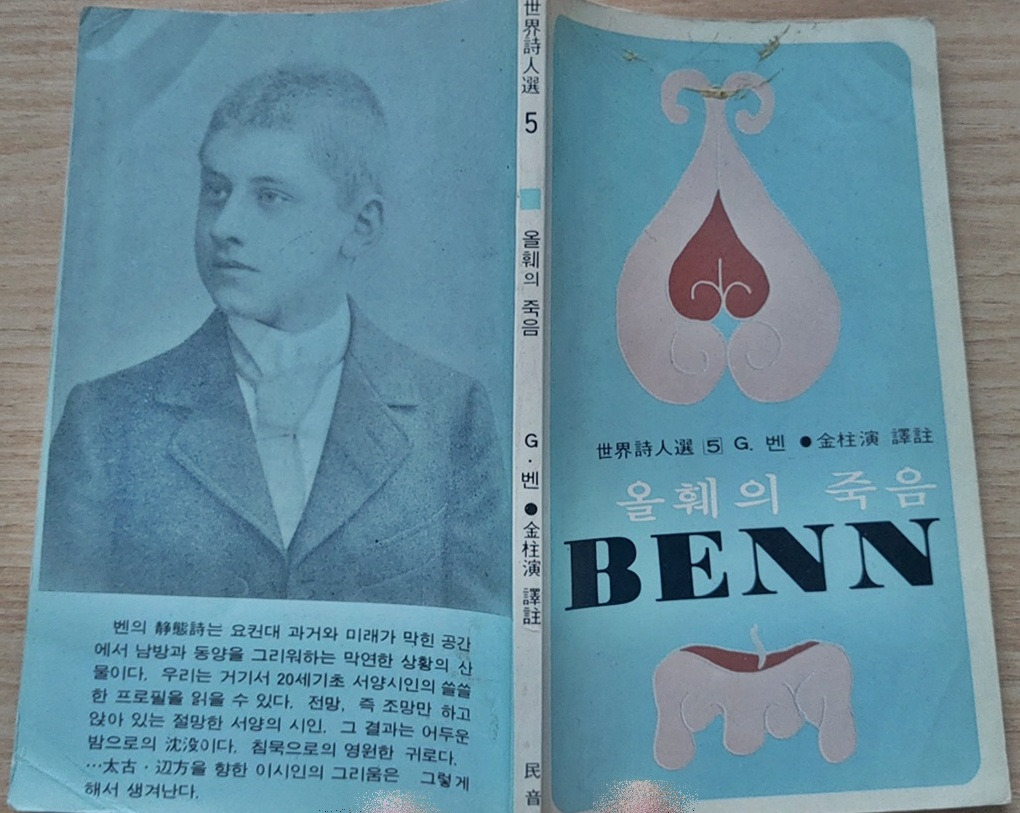 벤의 静態詩는 요컨대 과거와 미래가 막힌 공간
에서 남방과 동양을 그리워하는 막연한 상황의 산
물이다. 우리는 거기서 20세기초 서양시인의 쓸쓸
한 프로필을 읽을 수 있다. 전망, 즉 조망만 하고
앉아 있는 절망한 서양의 시인. 그 결과는 어두운
밤으로의 沈沒이다. 침묵으로의 영원한 귀로다.
…太古·辺方을 향한 이시인의 그리움은 그렇게
해서 생겨난다.
世界詩人選 5 올훼의 죽음 G·벤●金柱演 譯註 民音
世界詩人選 5 G. 벤 ●金柱演 譯註
올훼의 죽음
BENN